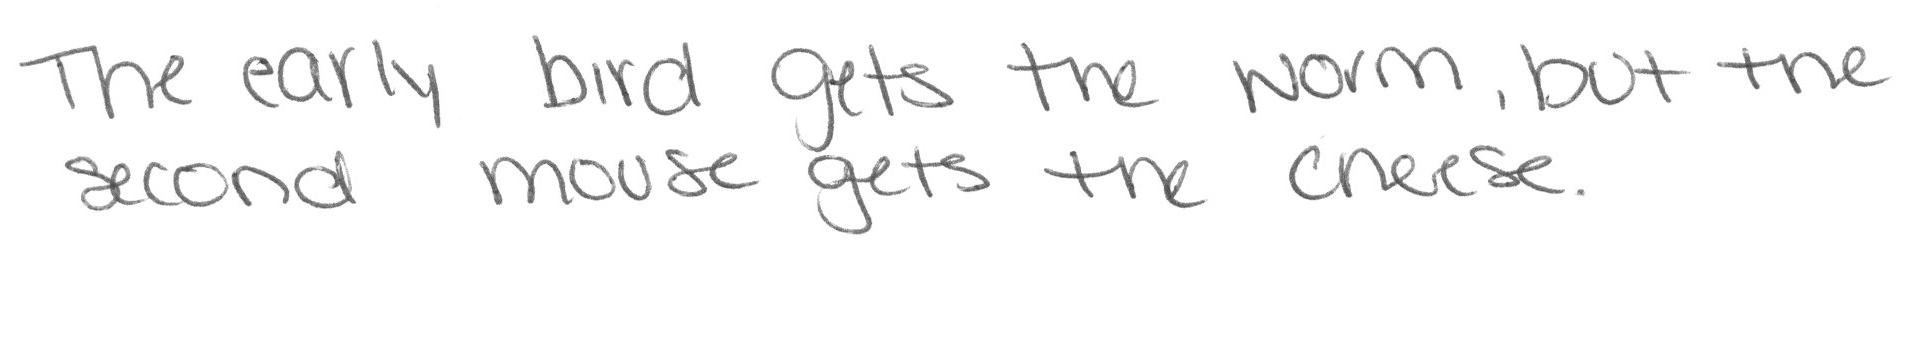 The early bird gets the worm, but the
second mouse gets the cheese.